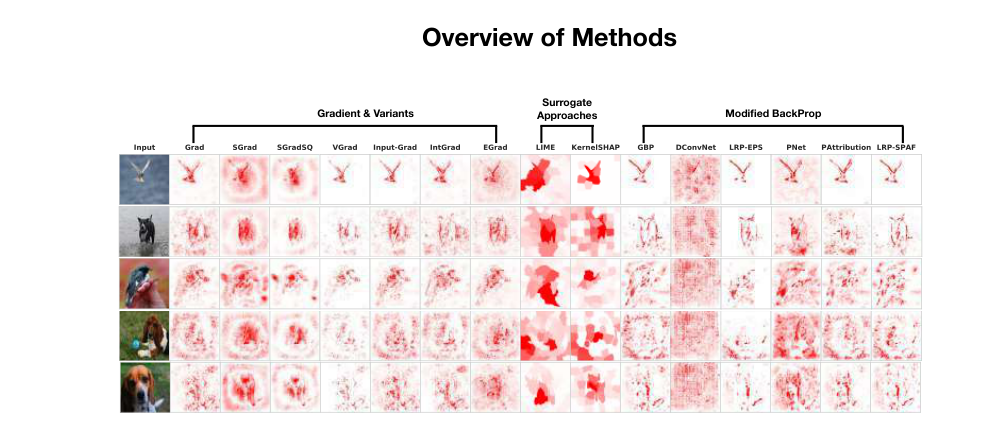 Overview of Methods
Gradient & Variants
Surrogate
Approaches
Modified BackProp
Input Grad SGrad SGradSQ VGrad Input-Grad IntGrad EGrad LIME KernelSHAP GBP DConvNet LRP-EPS PNet PAttribution LRP-SPAF